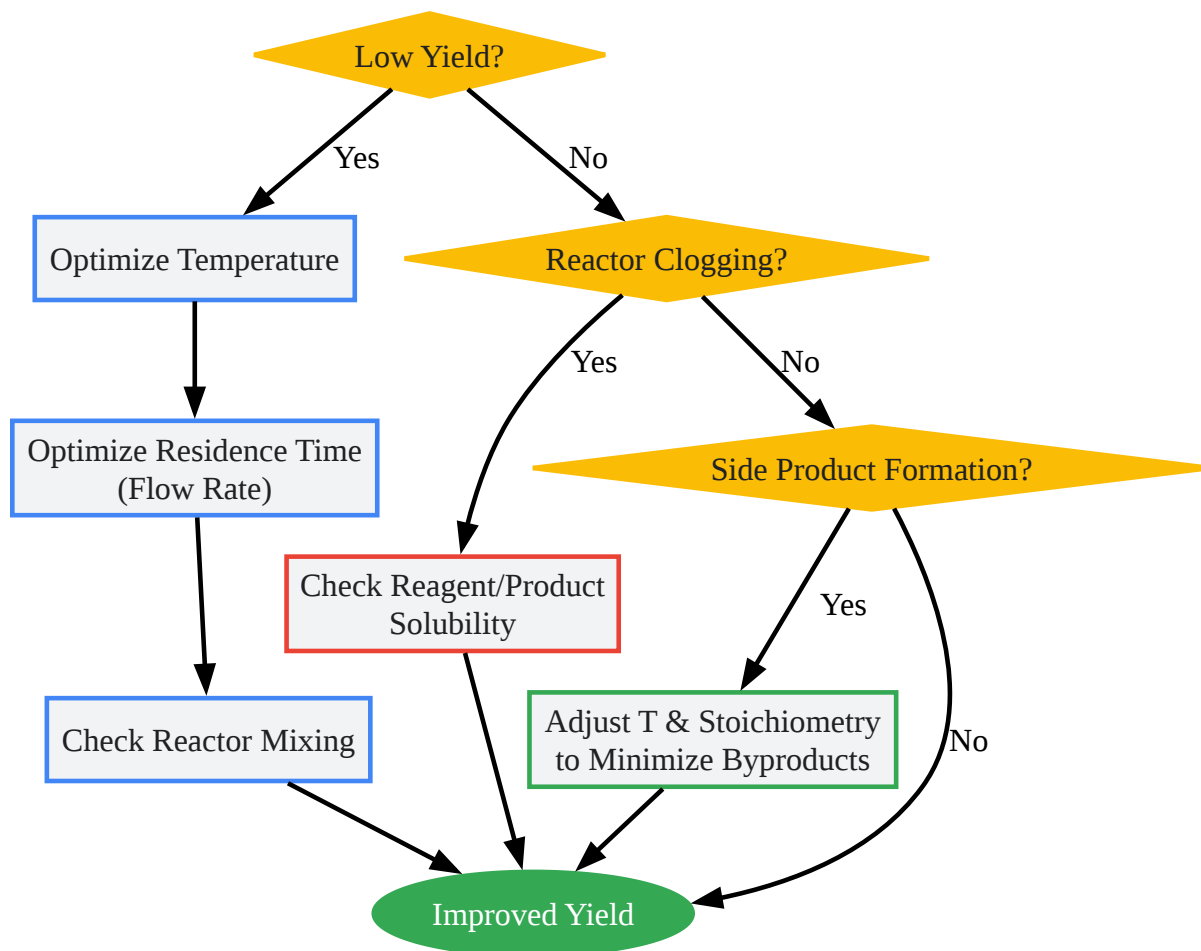 Low Yield?
Yes
No
Optimize Temperature
Reactor Clogging?
Yes
No
Optimize Residence Time
(Flow Rate)
Side Product Formation?
Check Reagent/Product
Solubility
Yes
Check Reactor Mixing
Adjust T & Stoichiometry
to Minimize Byproducts
No
Improved Yield